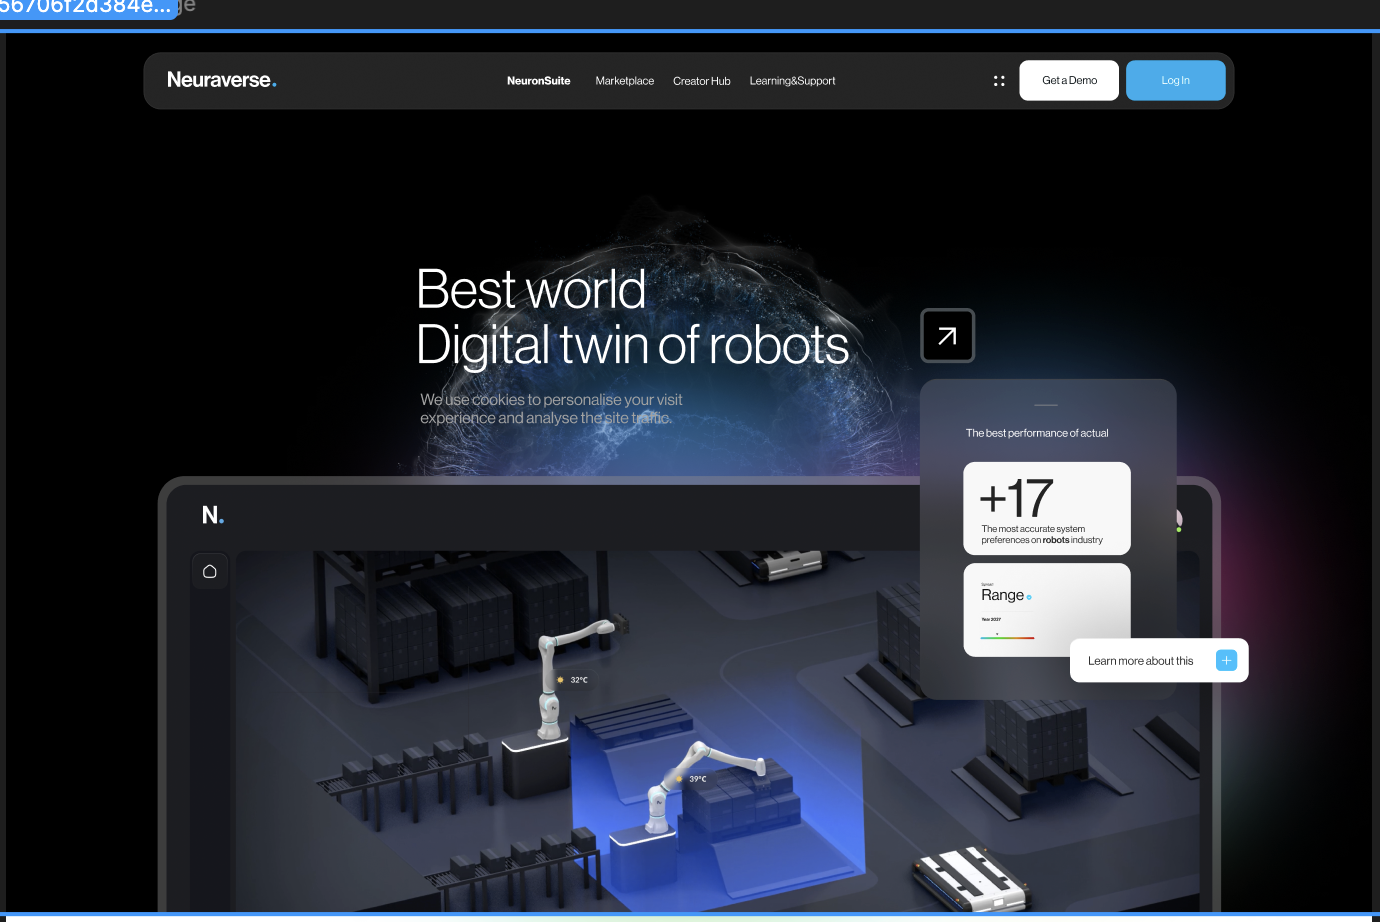 56706f2d384e...
Neuraverse.
NeuronSuite
Marketplace
Creator Hub
Learning&Support
Get a Demo
Log In
Best world
Digital twin of robots
We use cookies to personalise your visit
experience and analyse the site traffic.
The best performance of actual
+17
The most accurate system
preferences on robots industry
Range
Year 2037
Learn more about this
N.
32°C
39°C